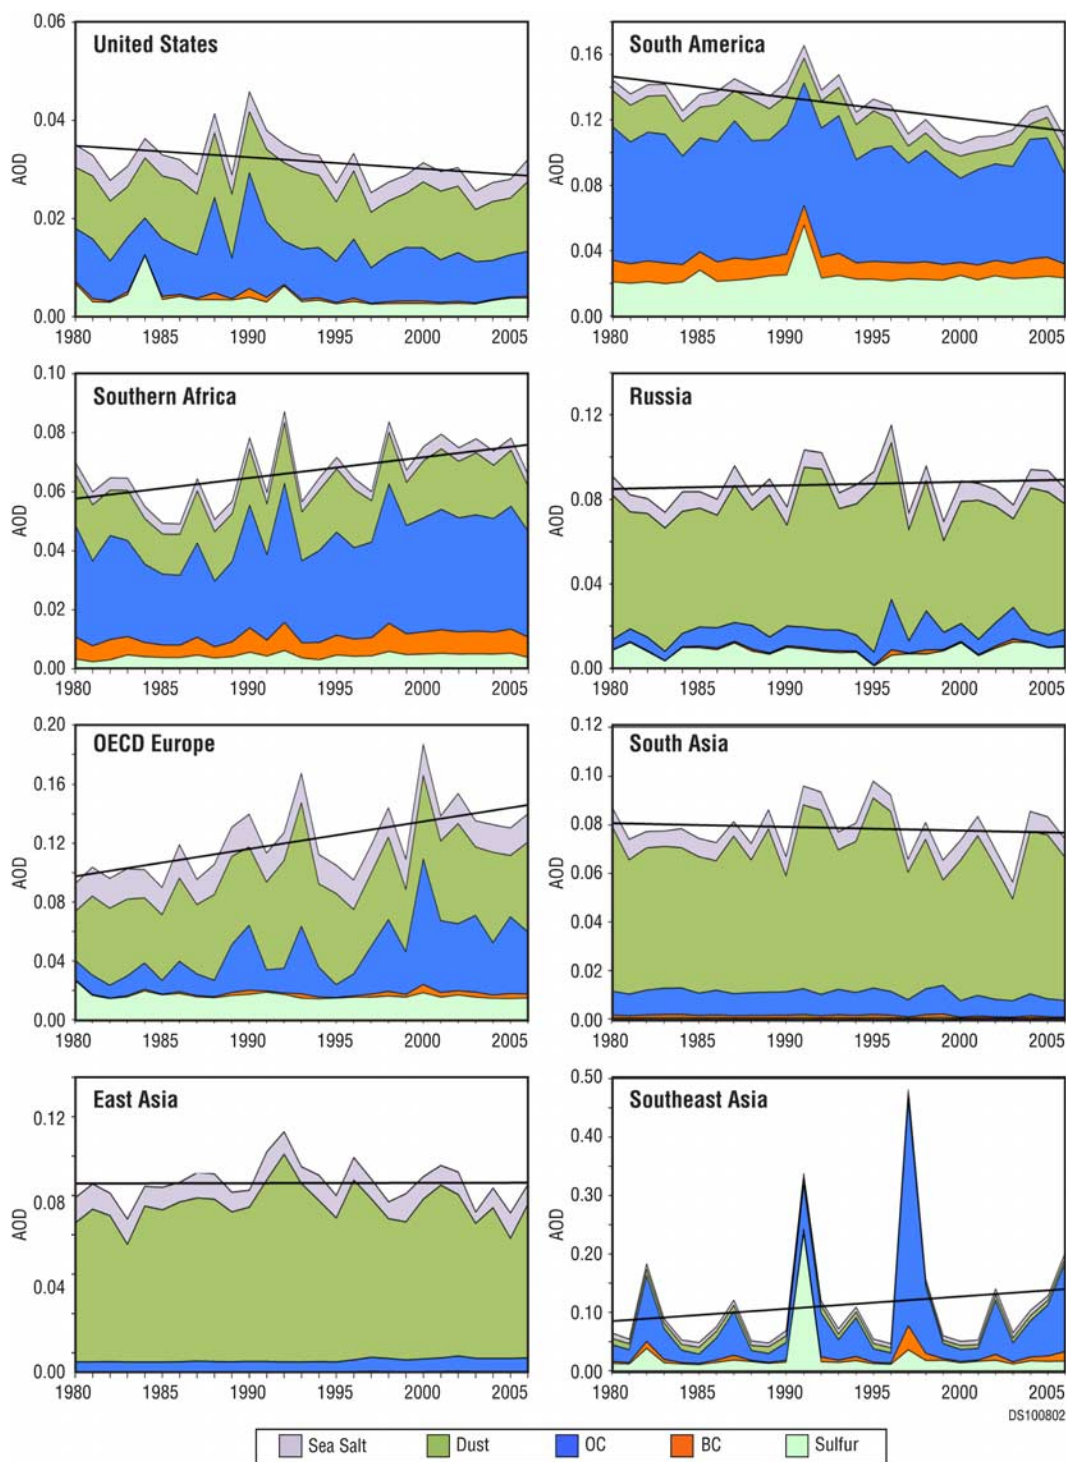 United States
AOD
0.06
0.04
0.02
0.00
1980 1985 1990 1995 2000 2005
South America
AOD
0.16
0.12
0.08
0.04
0.00
1980 1985 1990 1995 2000 2005
Southern Africa
AOD
0.10
0.08
0.06
0.04
0.02
0.00
1980 1985 1990 1995 2000 2005
Russia
AOD
0.12
0.08
0.04
0.00
1980 1985 1990 1995 2000 2005
OECD Europe
AOD
0.20
0.16
0.12
0.08
0.04
0.00
1980 1985 1990 1995 2000 2005
South Asia
AOD
0.12
0.10
0.08
0.06
0.04
0.02
0.00
1980 1985 1990 1995 2000 2005
East Asia
AOD
0.12
0.08
0.04
0.00
1980 1985 1990 1995 2000 2005
Southeast Asia
AOD
0.50
0.40
0.30
0.20
0.10
0.00
1980 1985 1990 1995 2000 2005
DS100802
Sea Salt Dust OC BC Sulfur